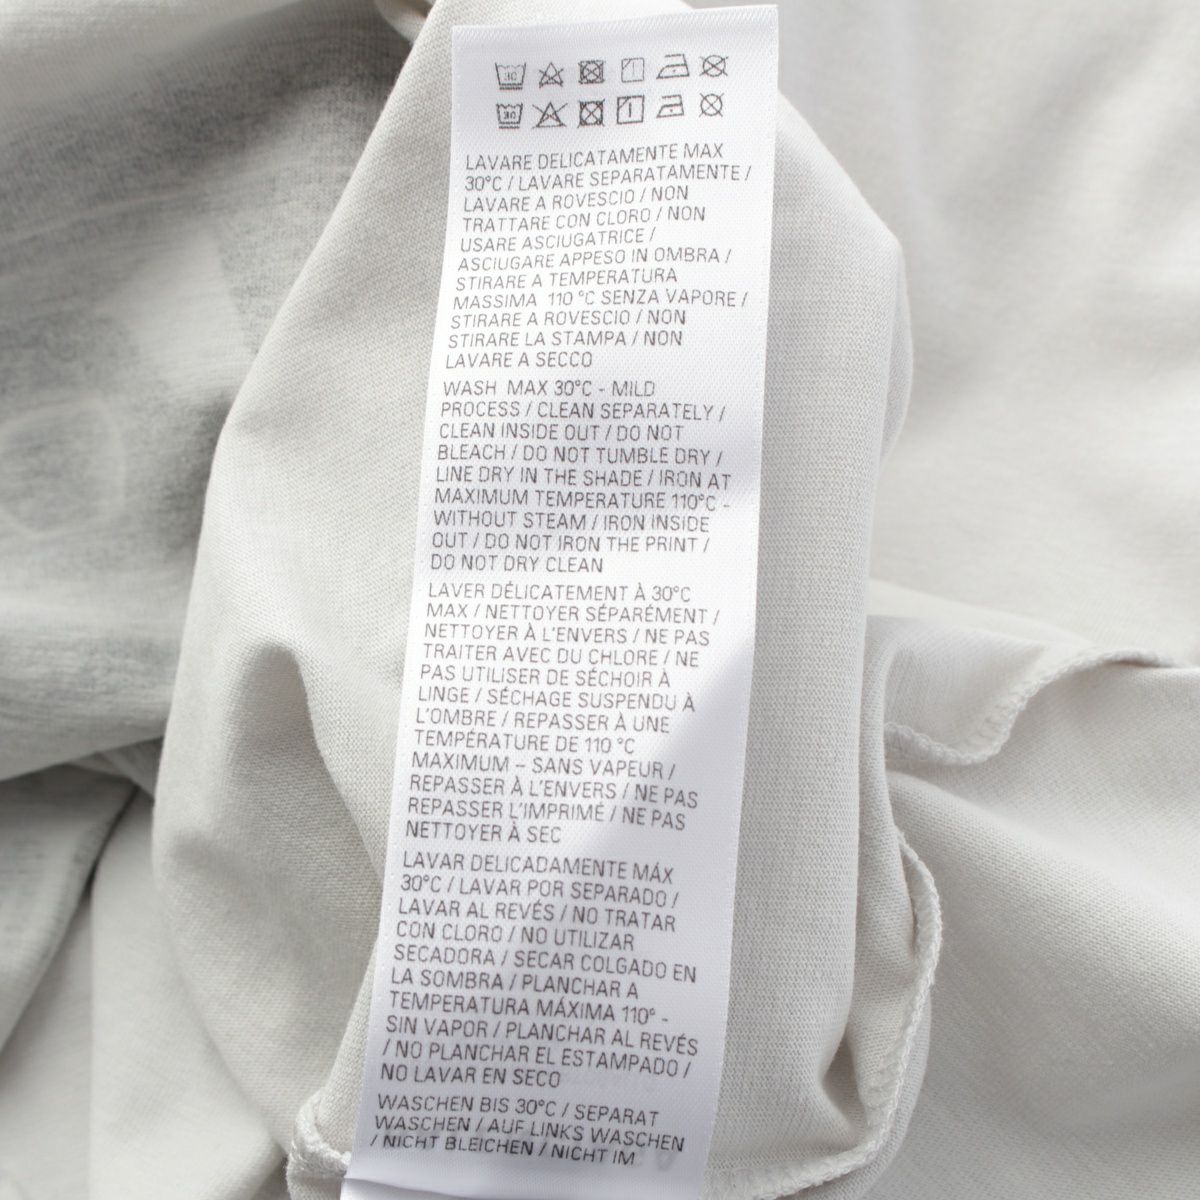 30
30
LAVARE DELICATAMENTE MAX
30°C / LAVARE SEPARATAMENTE /
LAVARE A ROVESCIO / NON
TRATTARE CON CLORO / NON
USARE ASCIUGATRICE /
ASCIUGARE APPESO IN OMBRA /
STIRARE A TEMPERATURA
MASSIMA 110 °C SENZA VAPORE /
STIRARE A ROVESCIO / NON
STIRARE LA STAMPA / NON
LAVARE A SECCO
WASH MAX 30°C - MILD
PROCESS / CLEAN SEPARATELY /
CLEAN INSIDE OUT / DO NOT
BLEACH / DO NOT TUMBLE DRY /
LINE DRY IN THE SHADE / IRON AT
MAXIMUM TEMPERATURE 110°C -
WITHOUT STEAM / IRON INSIDE
OUT / DO NOT IRON THE PRINT /
DO NOT DRY CLEAN
LAVER DÉLICATEMENT À 30°C
MAX / NETTOYER SÉPARÉMENT /
NETTOYER À L'ENVERS / NE PAS
TRAITER AVEC DU CHLORE / NE
PAS UTILISER DE SÉCHOIR À
LINGE / SÉCHAGE SUSPENDU À
L'OMBRE / REPASSER À UNE
TEMPÉRATURE DE 110 °C
MAXIMUM – SANS VAPEUR /
REPASSER À L'ENVERS / NE PAS
REPASSER L'IMPRIMÉ / NE PAS
NETTOYER À SEC
LAVAR DELICADAMENTE MÁX
30°C / LAVAR POR SEPARADO /
LAVAR AL REVÉS / NO TRATAR
CON CLORO / NO UTILIZAR
SECADORA / SECAR COLGADO EN
LA SOMBRA / PLANCHAR A
TEMPERATURA MÁXIMA 110° -
SIN VAPOR / PLANCHAR AL REVÉS
/ NO PLANCHAR EL ESTAMPADO /
NO LAVAR EN SECO
WASCHEN BIS 30°C / SEPARAT
WASCHEN / AUF LINKS WASCHEN
/ NICHT BLEICHEN / NICHT IM